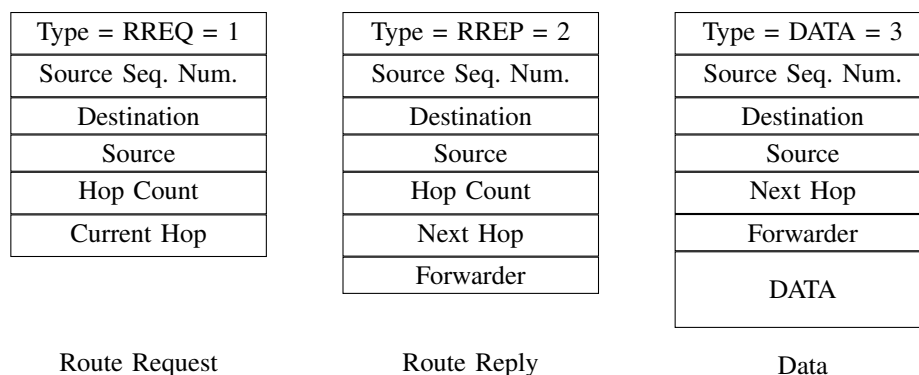 Type = RREQ = 1
Source Seq. Num.
Destination
Source
Hop Count
Current Hop
Route Request
Type = RREP = 2
Source Seq. Num.
Destination
Source
Hop Count
Next Hop
Forwarder
Route Reply
Type = DATA = 3
Source Seq. Num.
Destination
Source
Next Hop
Forwarder
DATA
Data